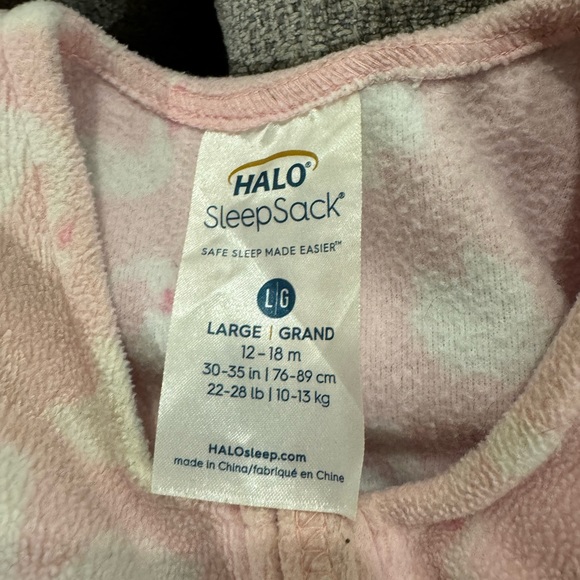 HALO®
SleepSack®
SAFE SLEEP MADE EASIER™
L|G
LARGE | GRAND
12-18 m
30-35 in | 76-89 cm
22-28 lb | 10-13 kg
HALOsleep.com
made in China/fabriqué en Chine